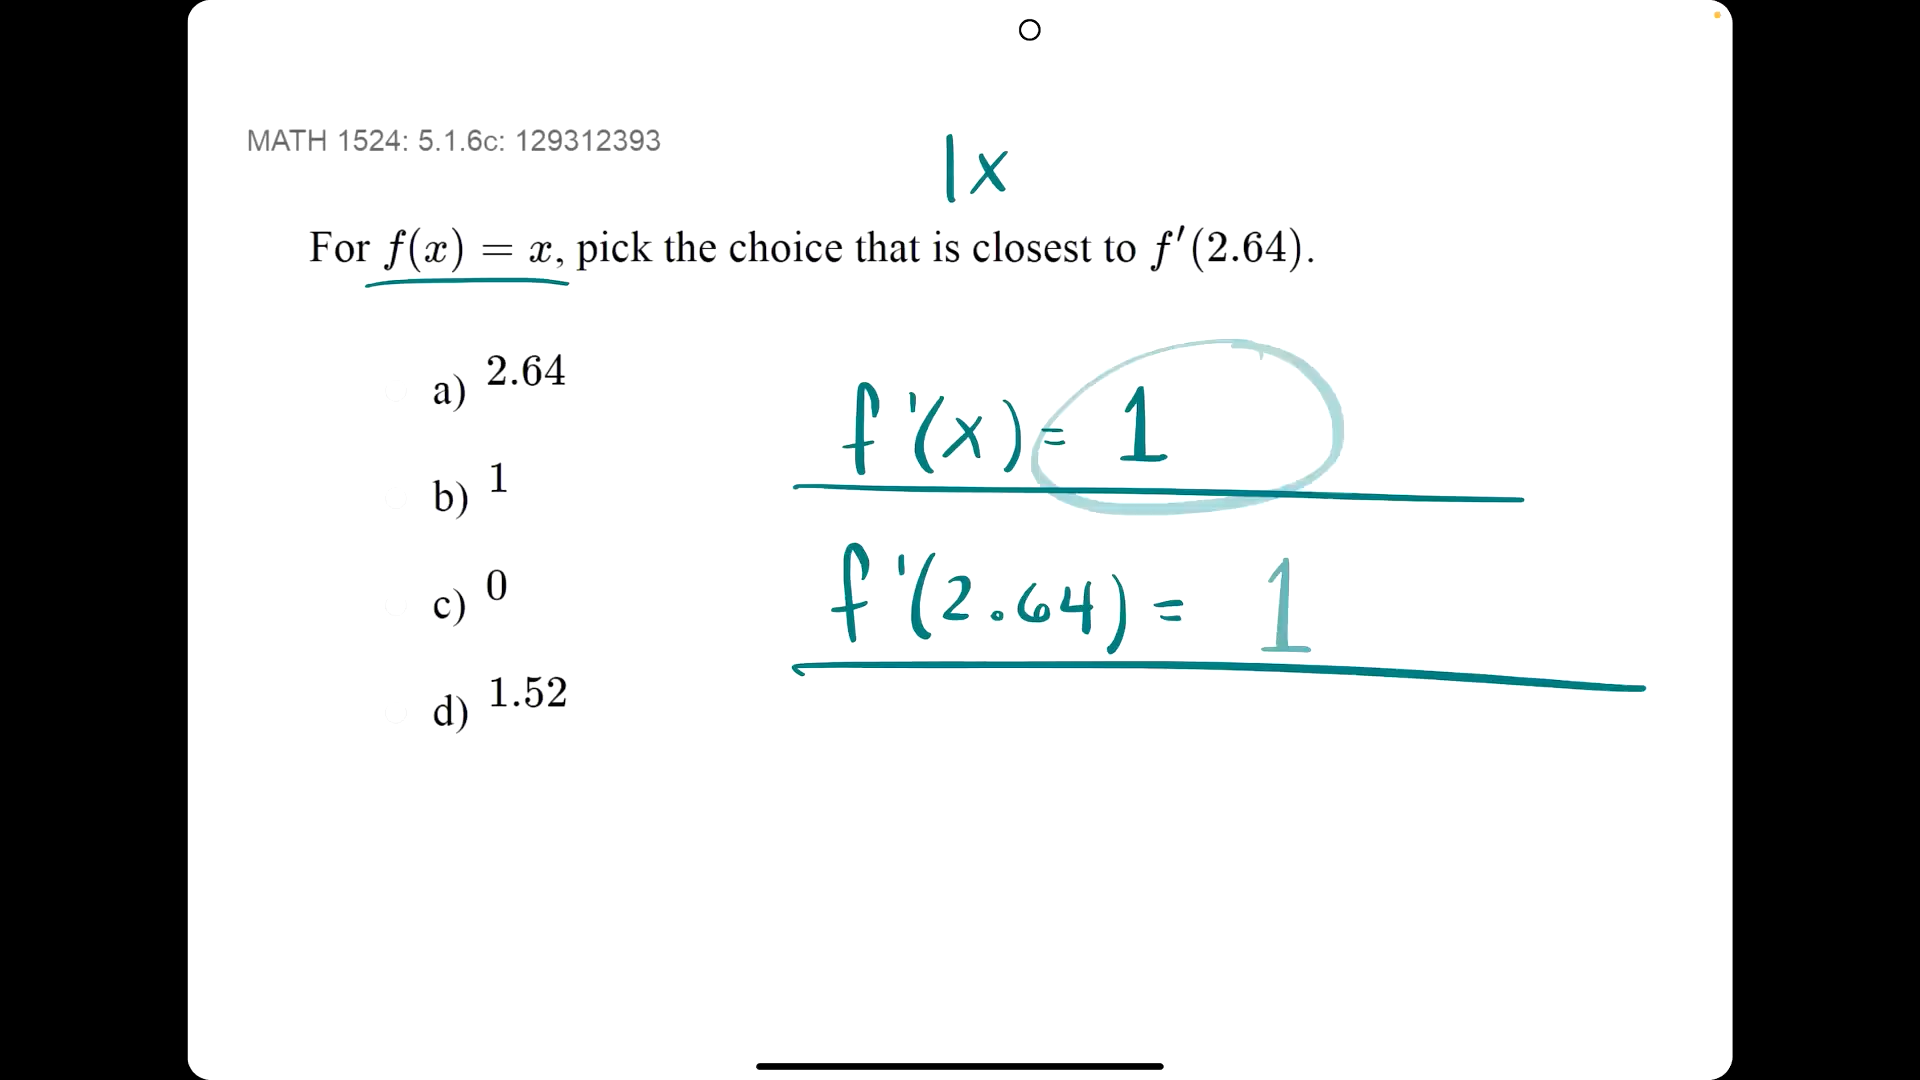 MATH 1524: 5.1.6c: 129312393
1x
For f(x) = x, pick the choice that is closest to f′(2.64).
a) 2.64
b) 1
c) 0
d) 1.52
f'(x) = 1
f'(2.64) = 1